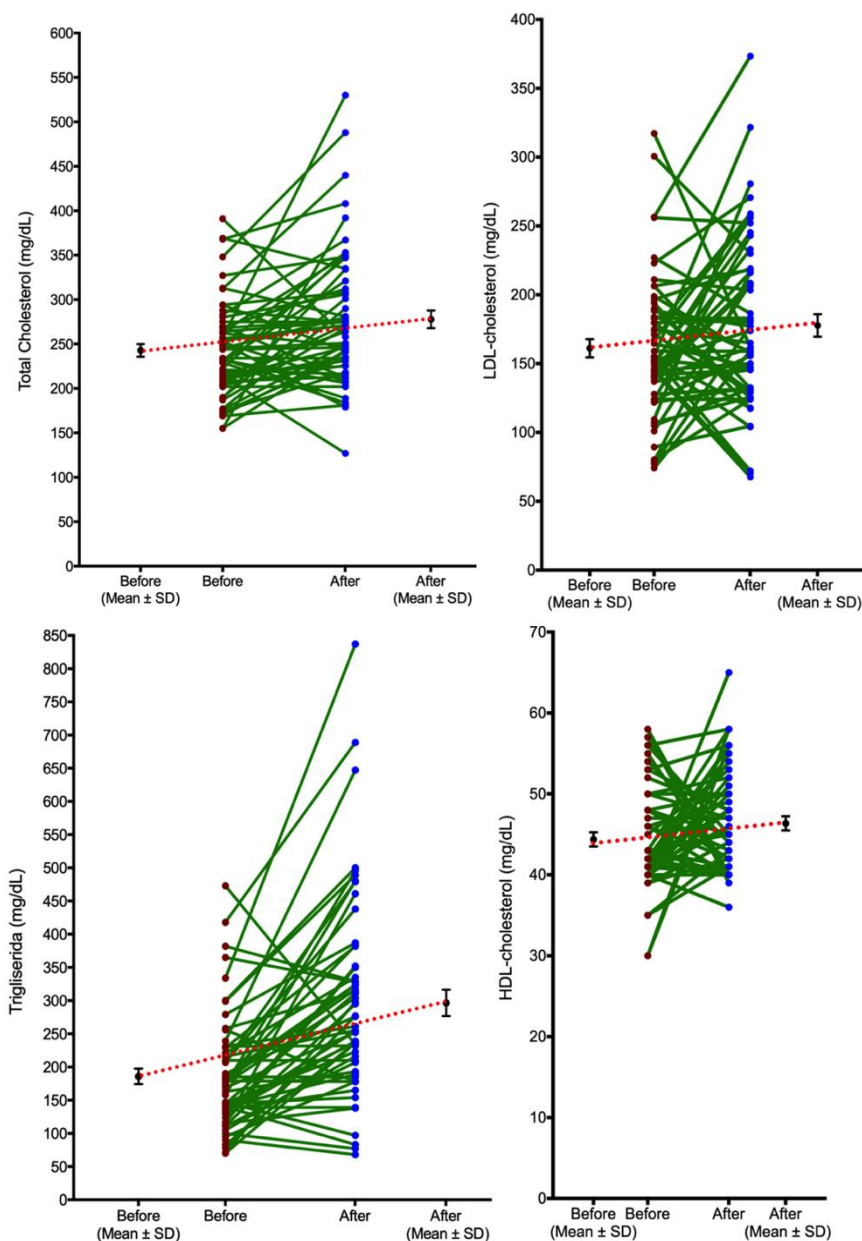 600
550
500
450
400
350
300
250
200
150
100
50
0
Total Cholesterol (mg/dL)
Before
(Mean ± SD)
Before
After
After
(Mean ± SD)
400
350
300
250
200
150
100
50
0
LDL-cholesterol (mg/dL)
Before
(Mean ± SD)
Before
After
After
(Mean ± SD)
850
800
750
700
650
600
550
500
450
400
350
300
250
200
150
100
50
0
Trigliserida (mg/dL)
Before
(Mean ± SD)
Before
After
After
(Mean ± SD)
70
60
50
40
30
20
10
0
HDL-cholesterol (mg/dL)
Before
(Mean ± SD)
Before
After
After
(Mean ± SD)